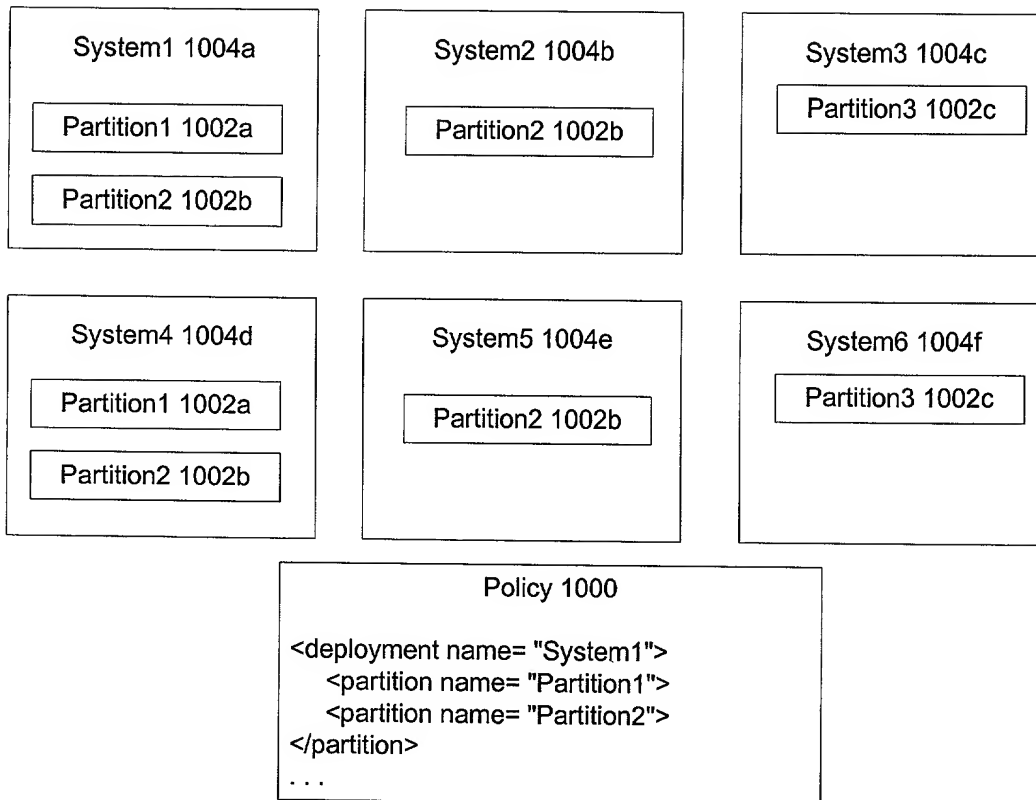 System1 1004a
Partition1 1002a
Partition2 1002b
System2 1004b
Partition2 1002b
System3 1004c
Partition3 1002c
System4 1004d
Partition1 1002a
Partition2 1002b
System5 1004e
Partition2 1002b
System6 1004f
Partition3 1002c
Policy 1000
<deployment name= "System1">
<partition name= "Partition1">
<partition name= "Partition2">
</partition>
. . .